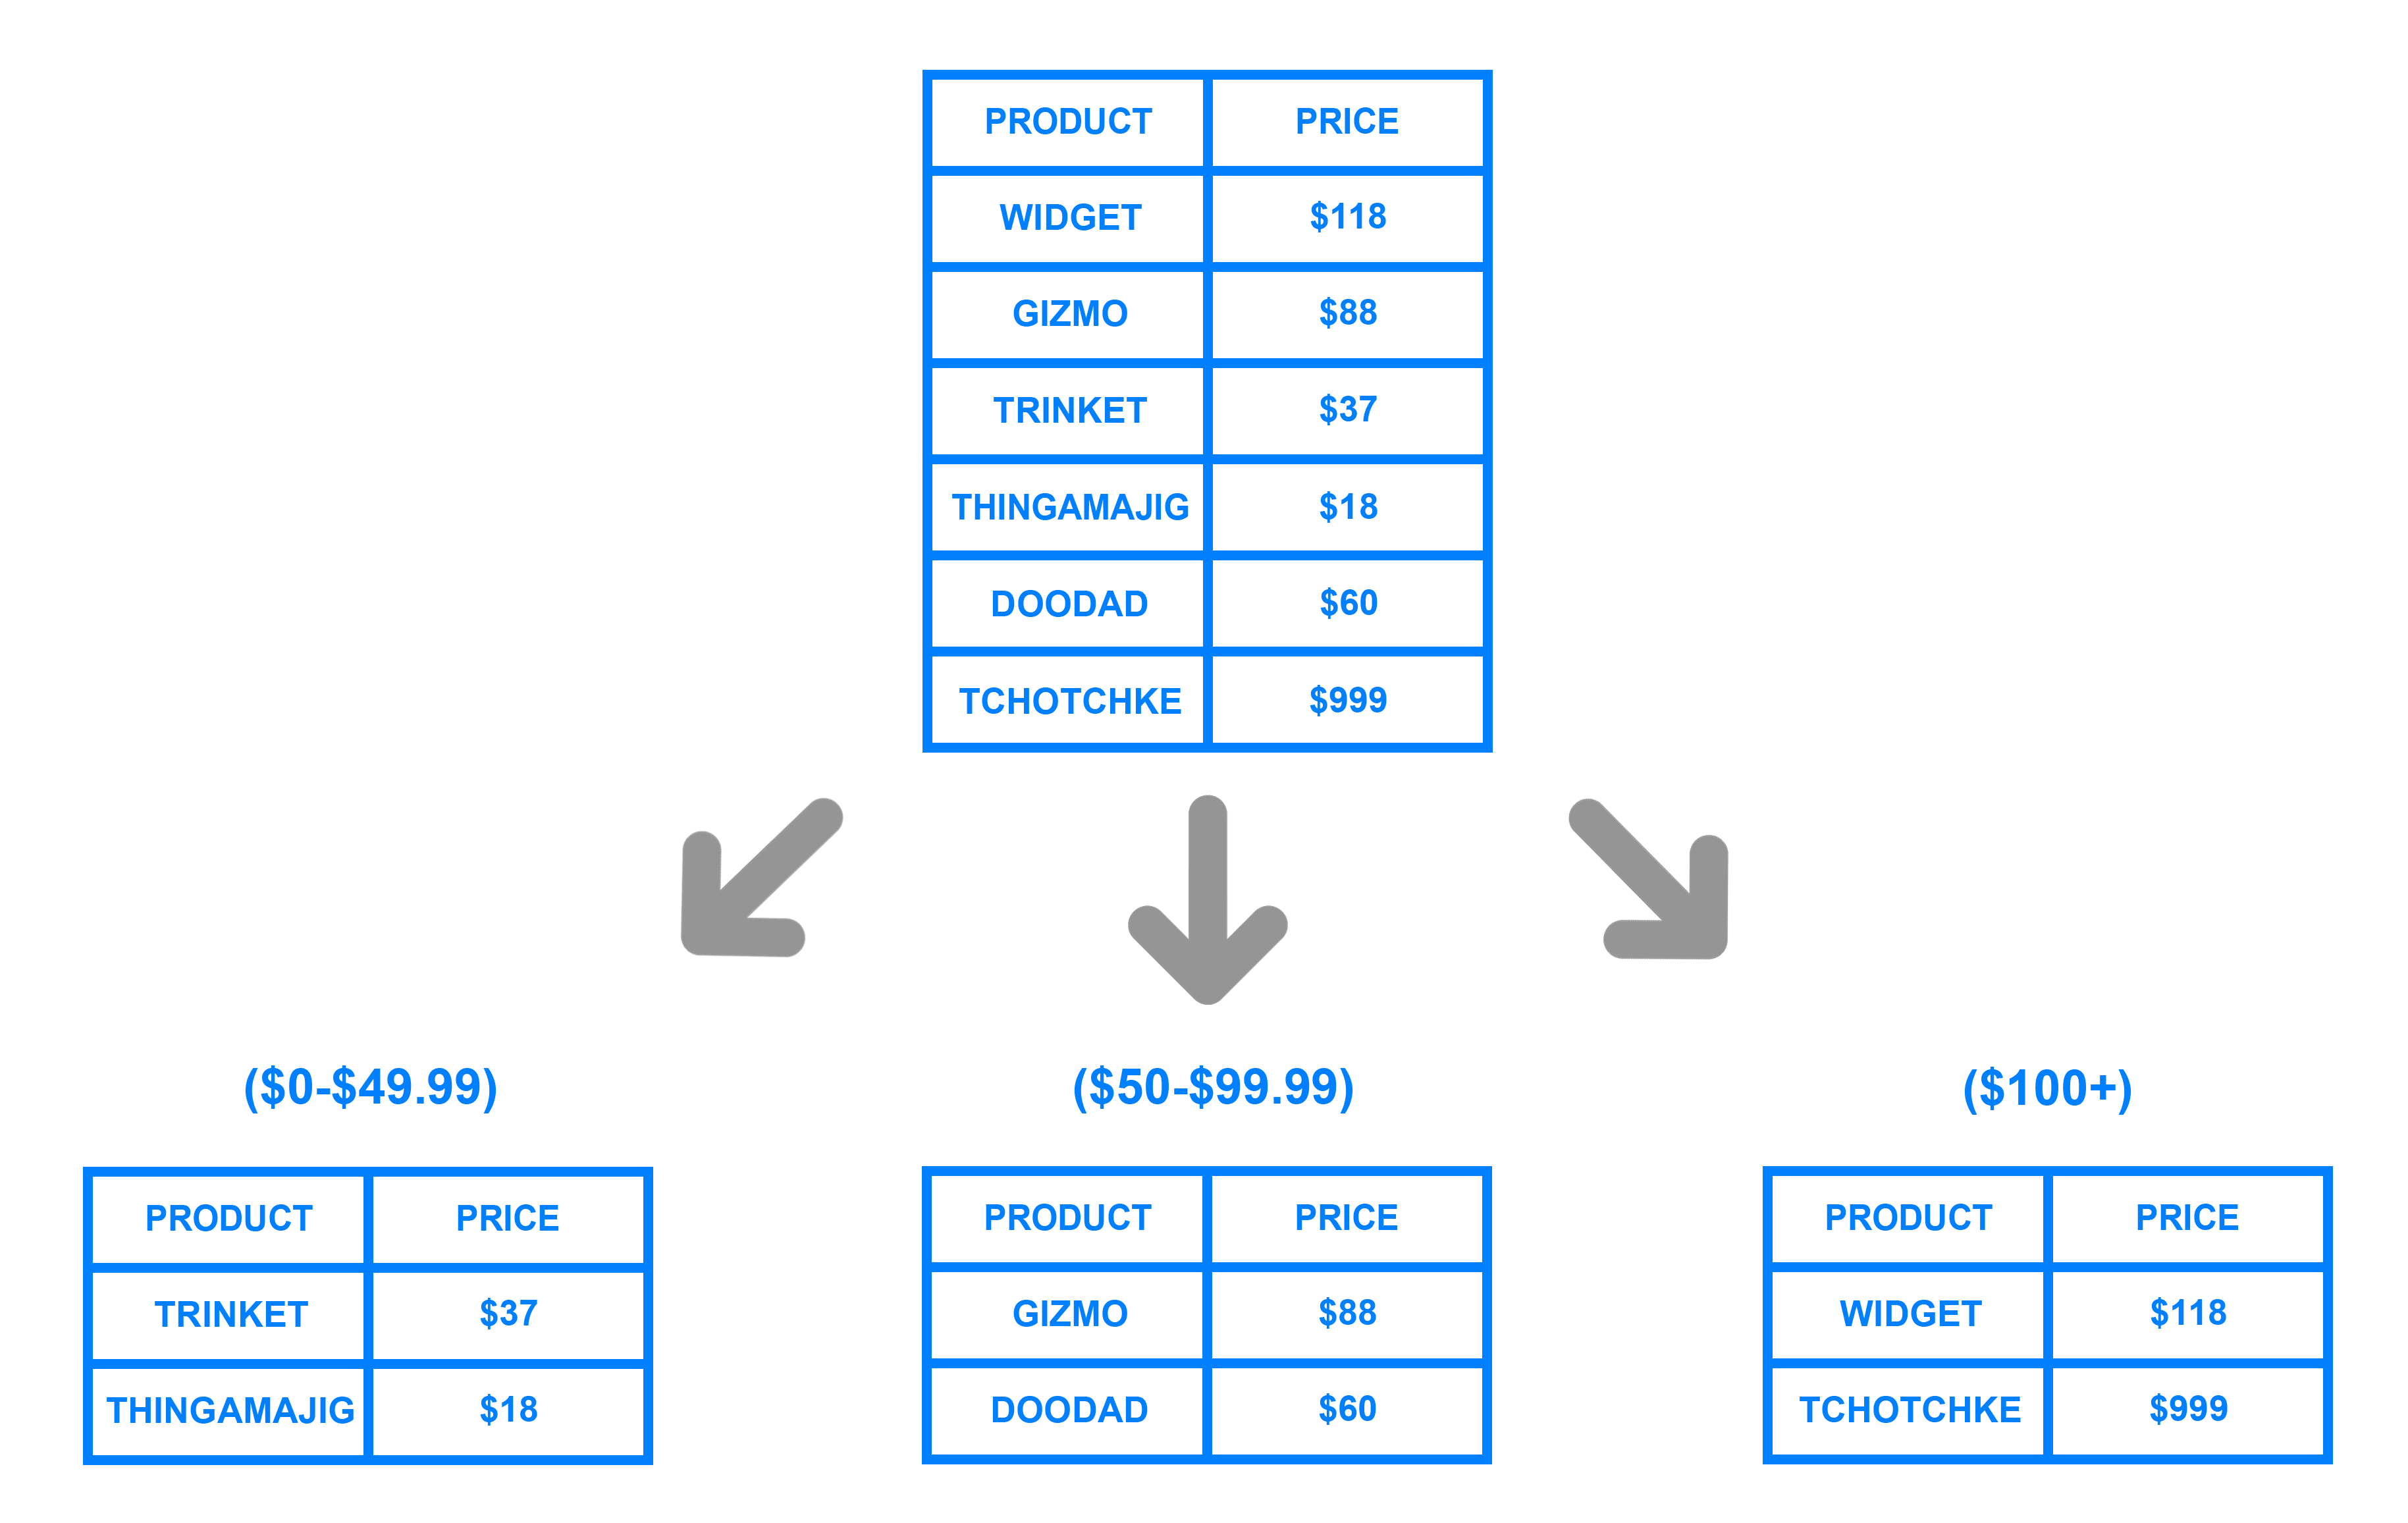 PRODUCT PRICE
WIDGET $118
GIZMO $88
TRINKET $37
THINGAMAJIG $18
DOODAD $60
TCHOTCHKE $999
($0-$49.99)
PRODUCT PRICE
TRINKET $37
THINGAMAJIG $18
($50-$99.99)
PRODUCT PRICE
GIZMO $88
DOODAD $60
($100+)
PRODUCT PRICE
WIDGET $118
TCHOTCHKE $999